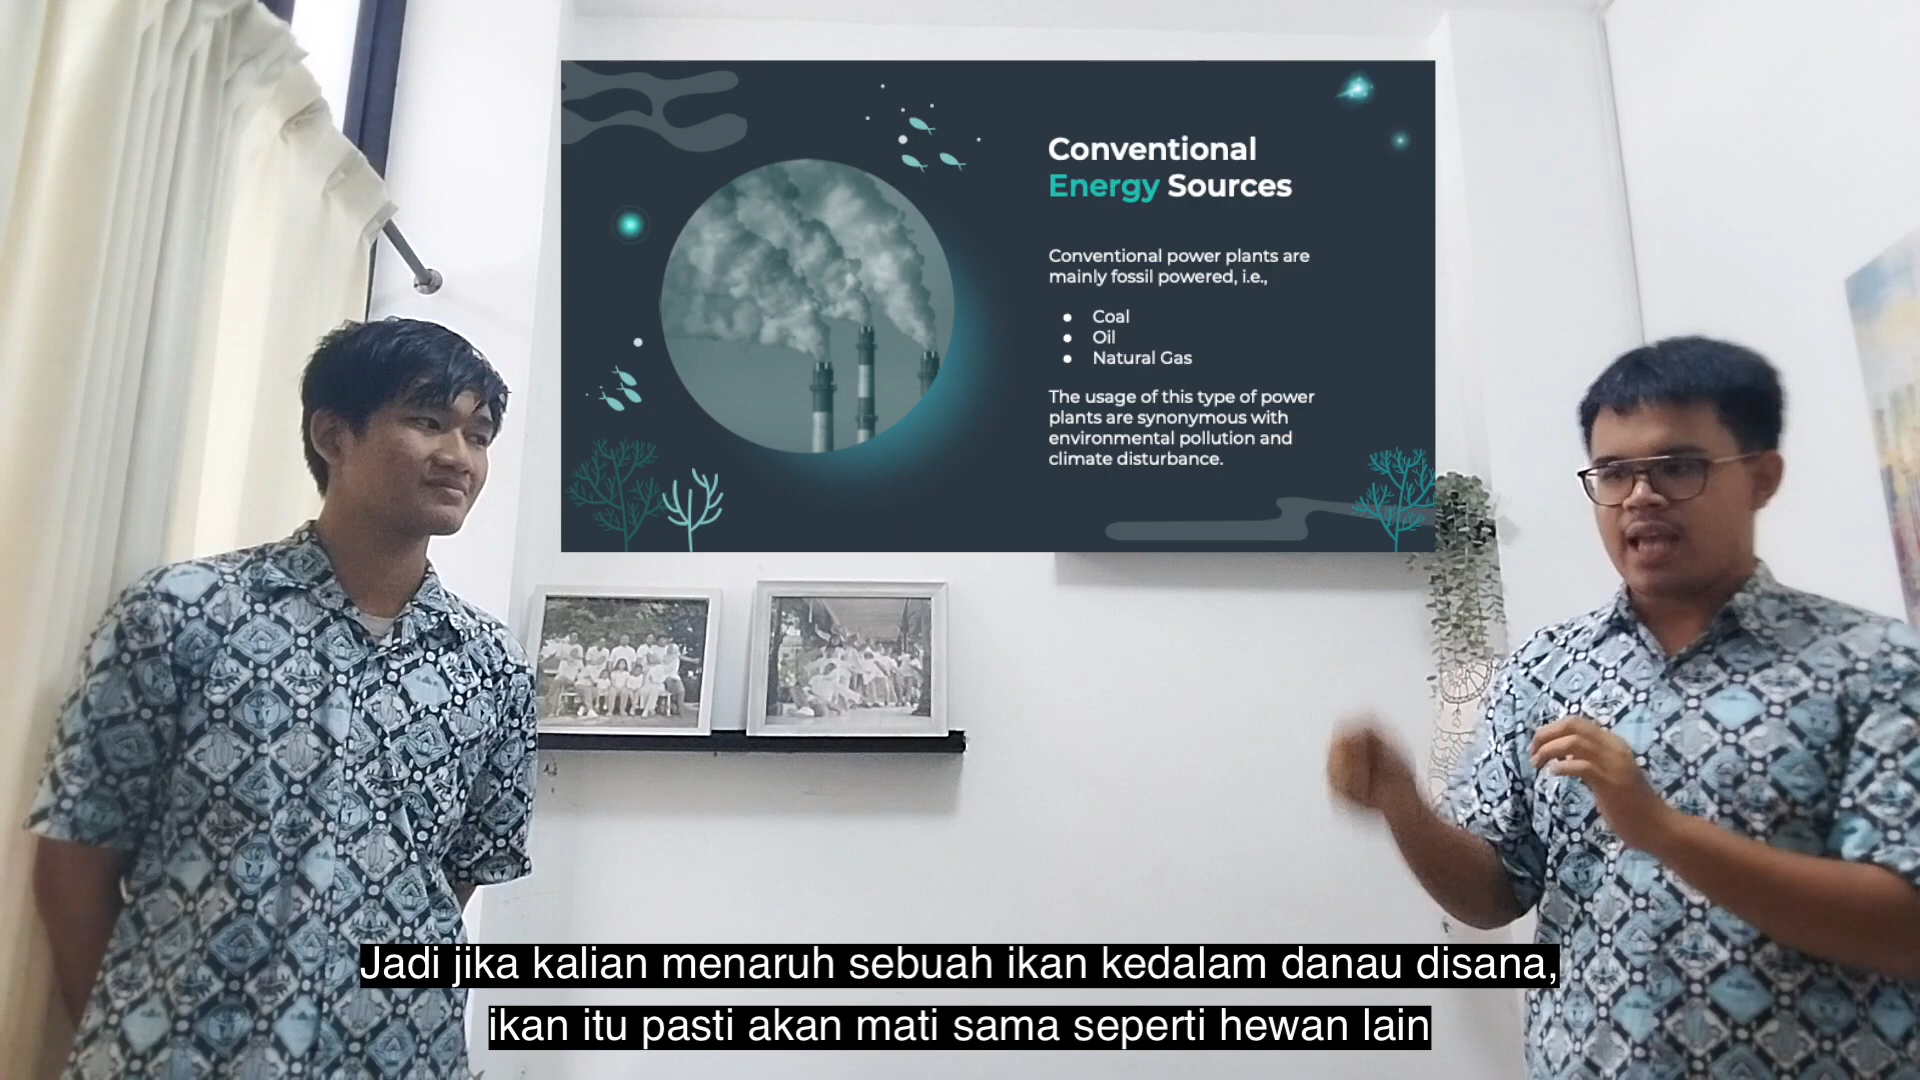 Conventional
Energy Sources
Conventional power plants are
mainly fossil powered, i.e.,
● Coal
● Oil
● Natural Gas
The usage of this type of power
plants are synonymous with
environmental pollution and
climate disturbance.
Jadi jika kalian menaruh sebuah ikan kedalam danau disana,
ikan itu pasti akan mati sama seperti hewan lain